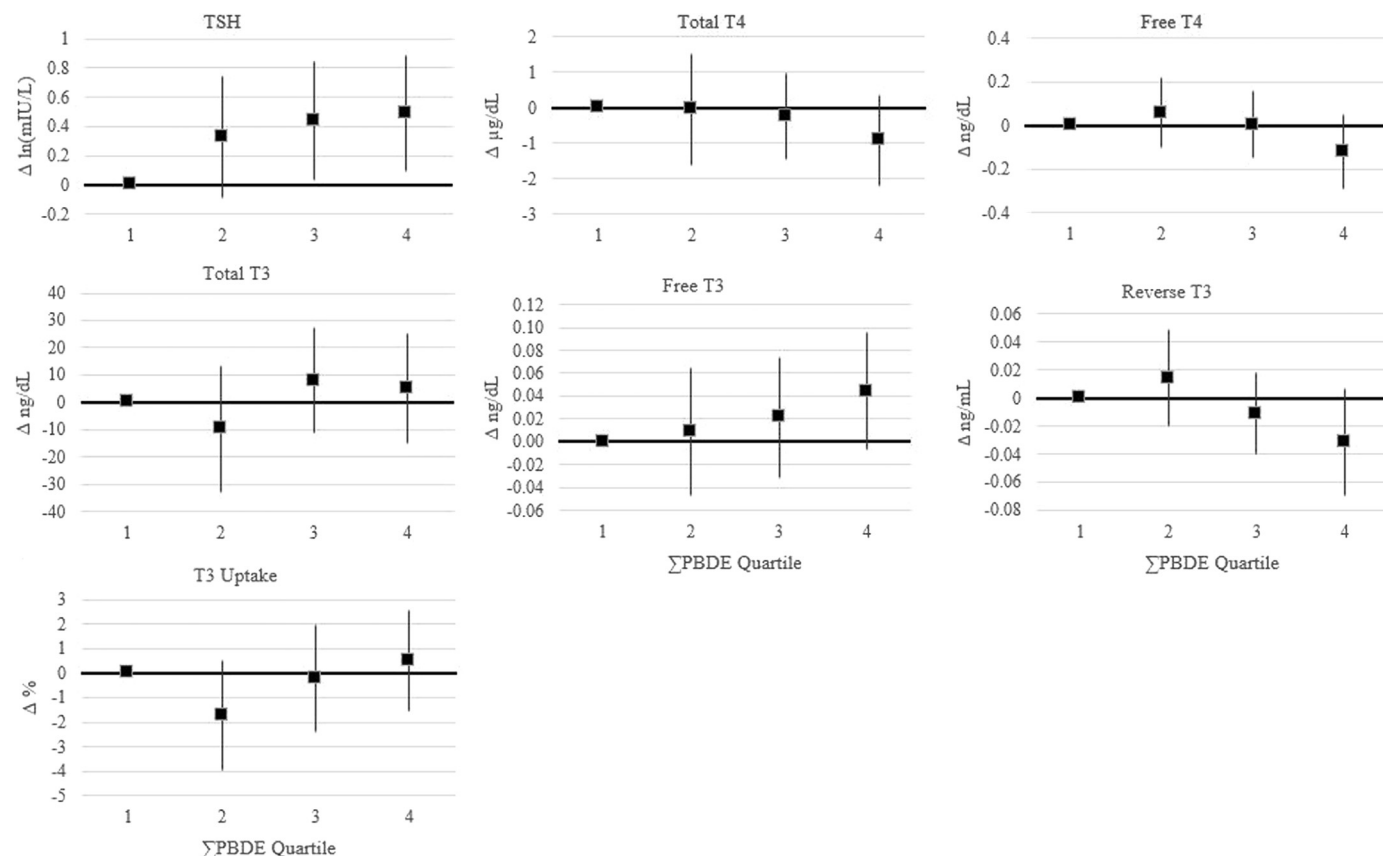 TSH
1
0.8
0.6
0.4
0.2
0
-0.2
Δ ln(mIU/L)
1 2 3 4
Total T4
2
1
0
-1
-2
-3
Δ µg/dL
1 2 3 4
Free T4
0.4
0.2
0
-0.2
-0.4
Δ ng/dL
1 2 3 4
Total T3
40
30
20
10
0
-10
-20
-30
-40
Δ ng/dL
1 2 3 4
Free T3
0.12
0.10
0.08
0.06
0.04
0.02
0.00
-0.02
-0.04
-0.06
Δ ng/dL
1 2 3 4
∑PBDE Quartile
Reverse T3
0.06
0.04
0.02
0
-0.02
-0.04
-0.06
-0.08
Δ ng/mL
1 2 3 4
∑PBDE Quartile
T3 Uptake
3
2
1
0
-1
-2
-3
-4
-5
Δ %
1 2 3 4
∑PBDE Quartile